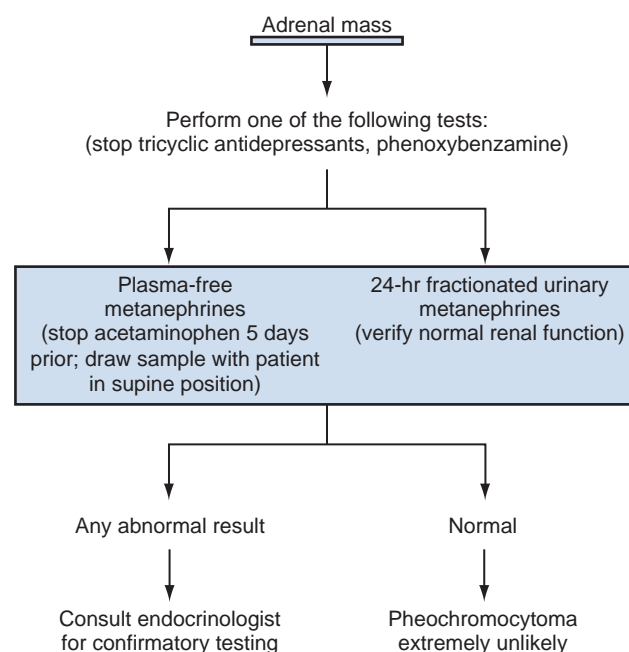 Adrenal mass
Perform one of the following tests:
(stop tricyclic antidepressants, phenoxybenzamine)
Plasma-free
metanephrines
(stop acetaminophen 5 days
prior; draw sample with patient
in supine position)
24-hr fractionated urinary
metanephrines
(verify normal renal function)
Any abnormal result
Normal
Consult endocrinologist
for confirmatory testing
Pheochromocytoma
extremely unlikely